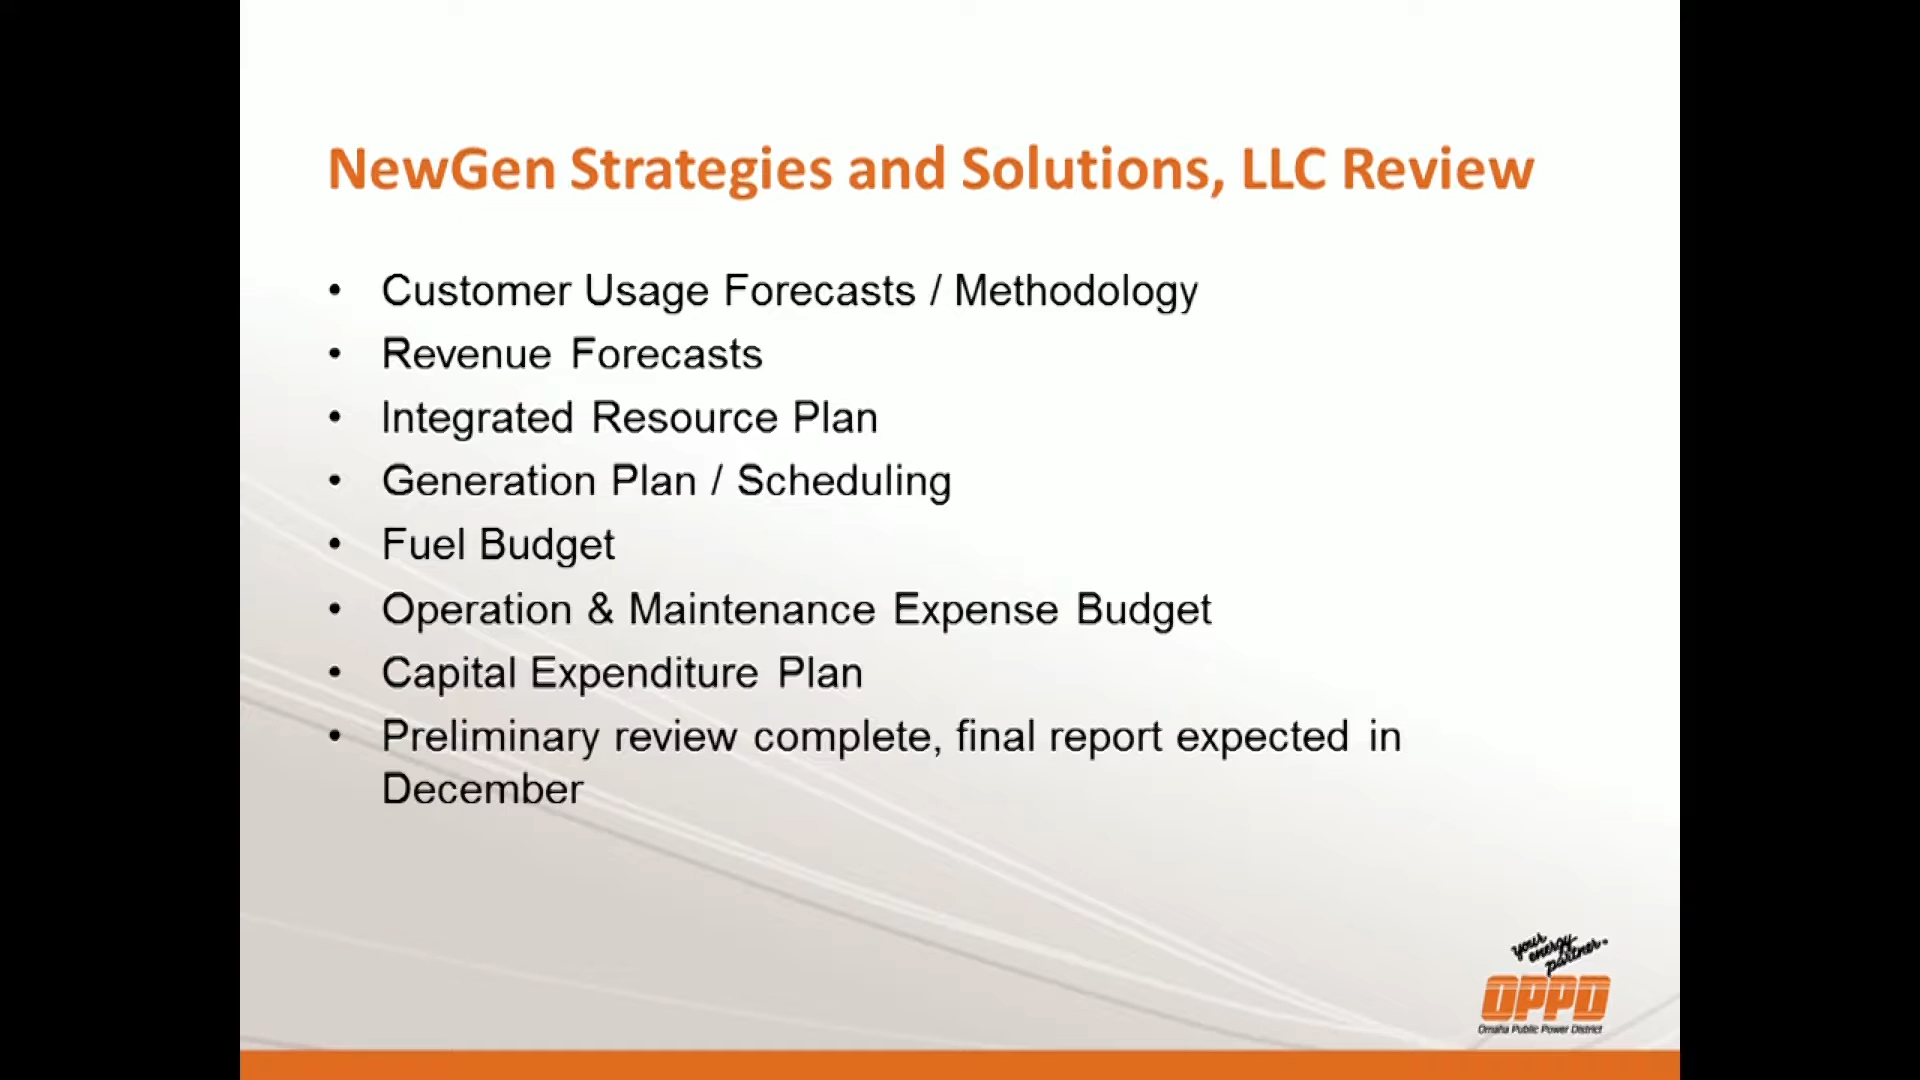 NewGen Strategies and Solutions, LLC Review
• Customer Usage Forecasts / Methodology
• Revenue Forecasts
• Integrated Resource Plan
• Generation Plan / Scheduling
• Fuel Budget
• Operation & Maintenance Expense Budget
• Capital Expenditure Plan
• Preliminary review complete, final report expected in
December
your
energy
partner
OPPD
Omaha Public Power District